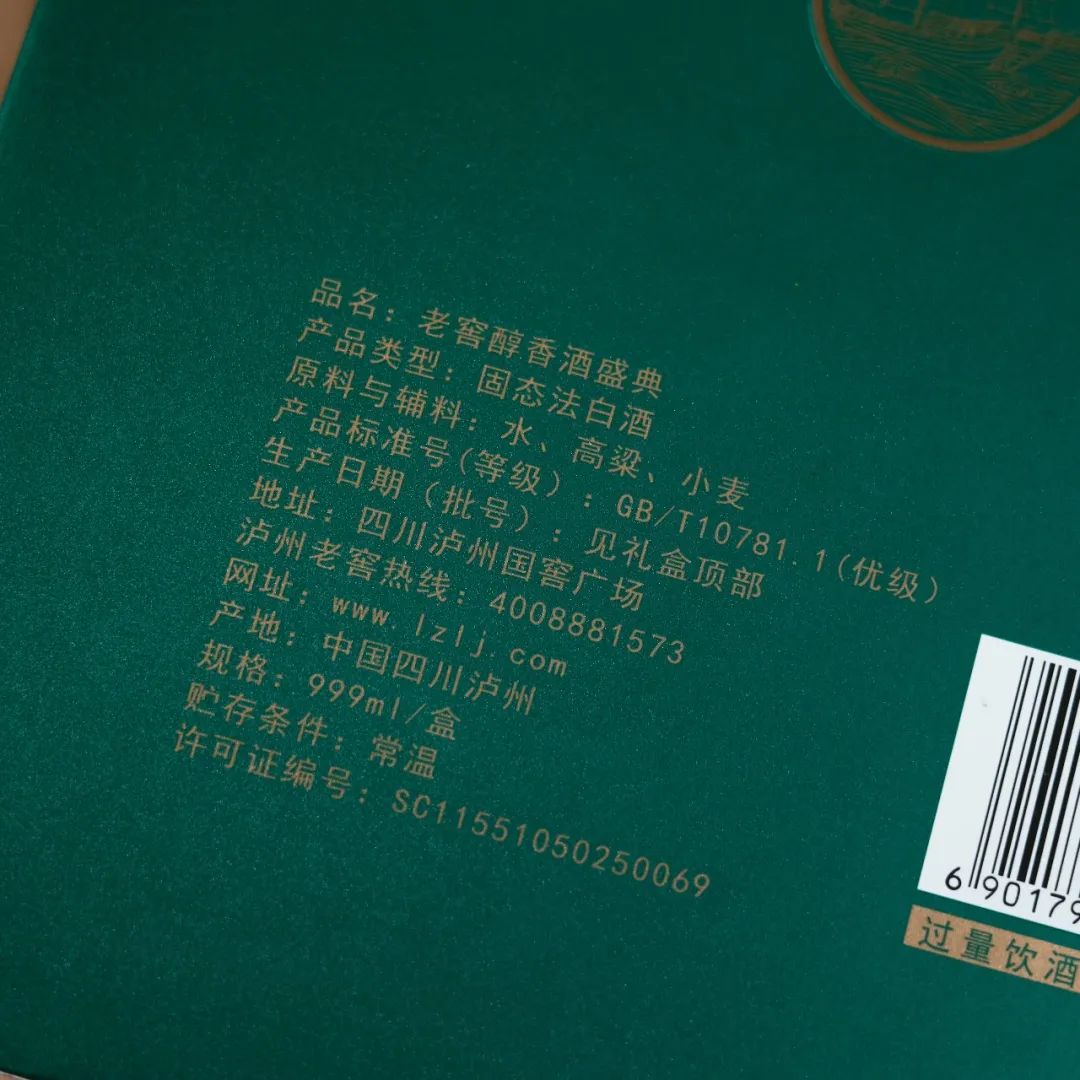 品名：老窖醇香酒盛典
产品类型：固态法白酒
原料与辅料：水、高粱、小麦
产品标准号(等级)：GB/T10781.1(优级)
生产日期（批号）：见礼盒顶部
地址：四川泸州国窖广场
泸州老窖热线：4008881573
网址：www.lzlj.com
产地：中国四川泸州
规格：999ml/盒
贮存条件：常温
许可证编号：SC11551050250069
6 90179
过量饮酒